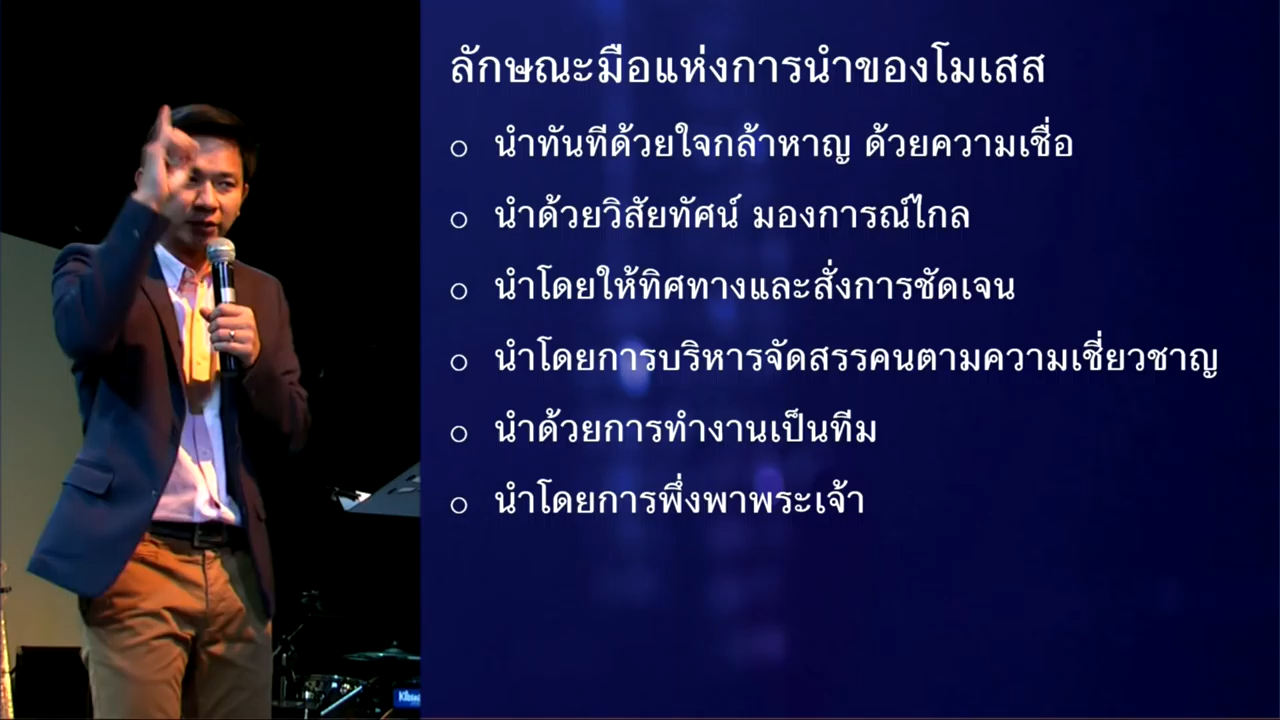 ลักษณะมือแห่งการนำของโมเสส
○ นำทันทีด้วยใจกล้าหาญ ด้วยความเชื่อ
○ นำด้วยวิสัยทัศน์ มองการณ์ไกล
○ นำโดยให้ทิศทางและสั่งการชัดเจน
○ นำโดยการบริหารจัดสรรคนตามความเชี่ยวชาญ
○ นำด้วยการทำงานเป็นทีม
○ นำโดยการพึ่งพาพระเจ้า